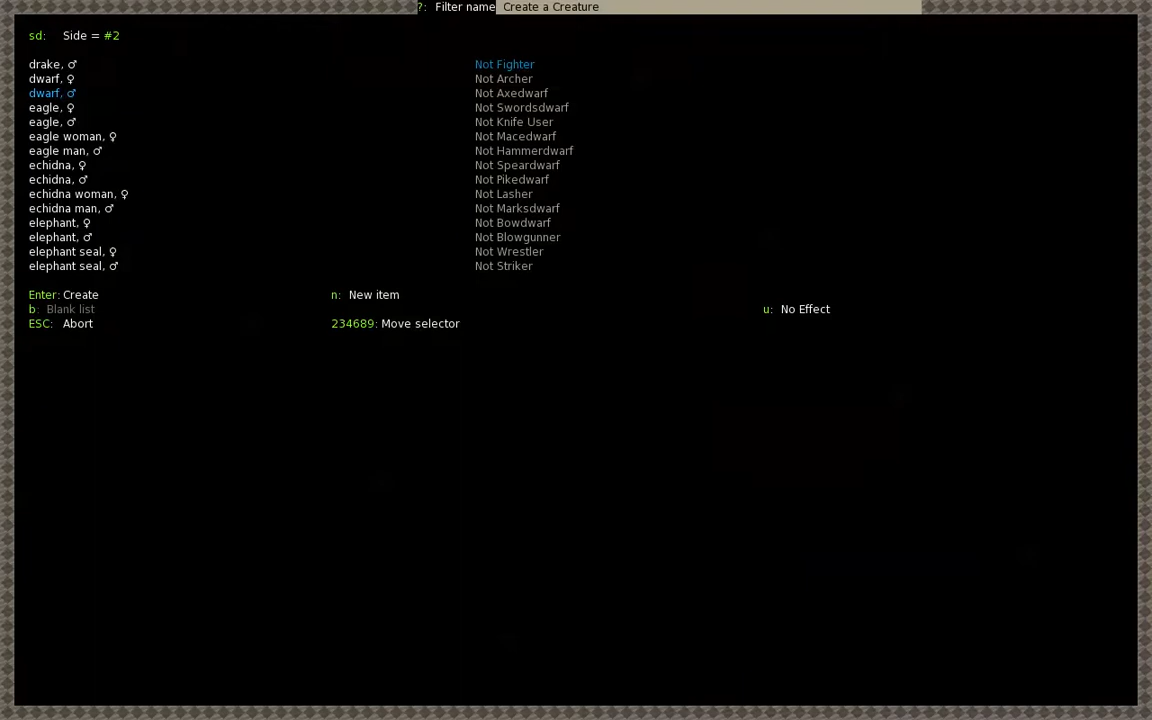 ?: Filter name Create a Creature
sd: Side = #2
drake, ♂ Not Fighter
dwarf, ♀ Not Archer
dwarf, ♂ Not Axedwarf
eagle, ♀ Not Swordsdwarf
eagle, ♂ Not Knife User
eagle woman, ♀ Not Macedwarf
eagle man, ♂ Not Hammerdwarf
echidna, ♀ Not Speardwarf
echidna, ♂ Not Pikedwarf
echidna woman, ♀ Not Lasher
echidna man, ♂ Not Marksdwarf
elephant, ♀ Not Bowdwarf
elephant, ♂ Not Blowgunner
elephant seal, ♀ Not Wrestler
elephant seal, ♂ Not Striker
Enter: Create n: New item
b: Blank list u: No Effect
ESC: Abort 234689: Move selector